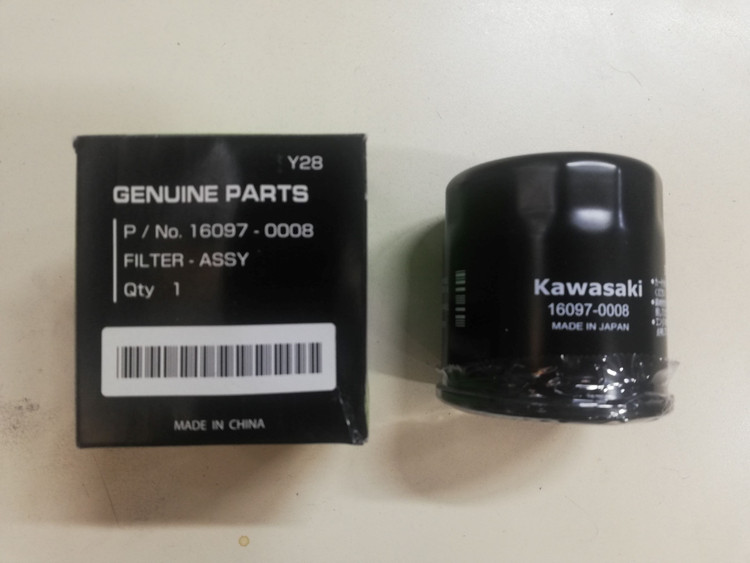 Y28
GENUINE PARTS
P / No. 16097 - 0008
FILTER - ASSY
Qty 1
MADE IN CHINA
Kawasaki
16097-0008
MADE IN JAPAN